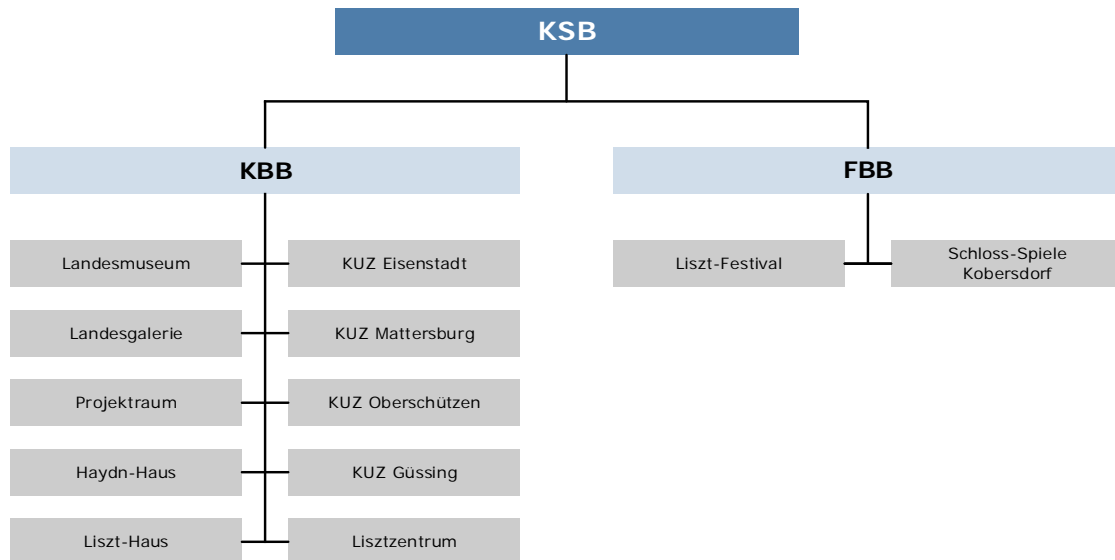 KSB
KBB
FBB
Landesmuseum
KUZ Eisenstadt
Liszt-Festival
Schloss-Spiele
Kobersdorf
Landesgalerie
KUZ Mattersburg
Projektraum
KUZ Oberschützen
Haydn-Haus
KUZ Güssing
Liszt-Haus
Lisztzentrum